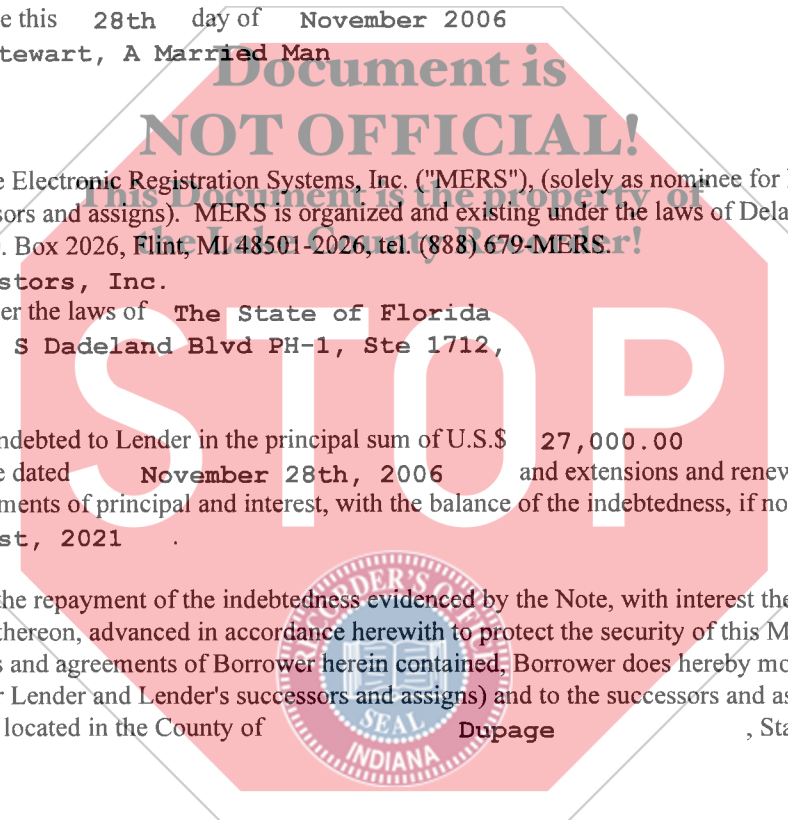 e this 28th day of November 2006
tewart, A Married Man
Document is
NOT OFFICIAL!
e Electronic Registration Systems, Inc. ("MERS"), (solely as nominee for
This Document is the property of
sors and assigns). MERS is organized and existing under the laws of Dela
. Box 2026, Flint, MI 48501-2026, tel. (888) 679-MERS.
the Lake County Recorder!
stors, Inc.
er the laws of The State of Florida
S Dadeland Blvd PH-1, Ste 1712,
STOP
ndebted to Lender in the principal sum of U.S.$ 27,000.00
e dated November 28th, 2006 and extensions and renew
ments of principal and interest, with the balance of the indebtedness, if no
st, 2021 .
the repayment of the indebtedness evidenced by the Note, with interest the
thereon, advanced in accordance herewith to protect the security of this M
s and agreements of Borrower herein contained, Borrower does hereby mo
r Lender and Lender's successors and assigns) and to the successors and as
located in the County of Dupage , Sta
SEAL
INDIANA